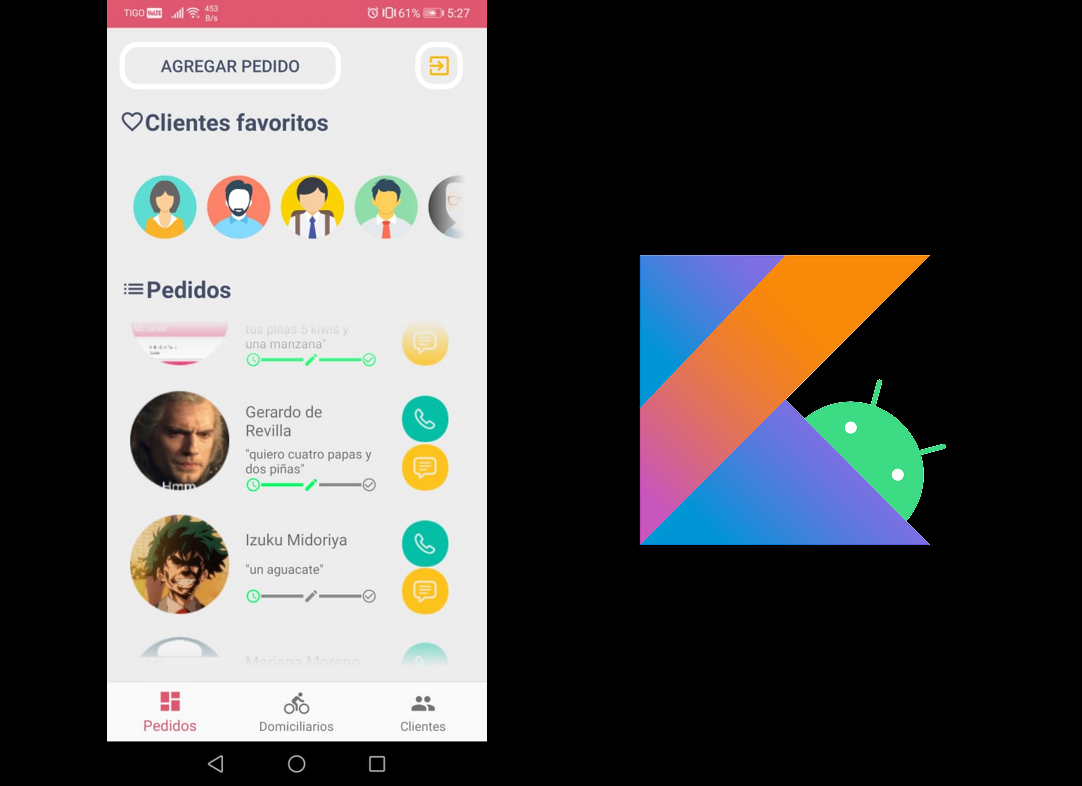 TIGO VoLTE 453 B/s 61% 5:27
AGREGAR PEDIDO
Clientes favoritos
Pedidos
tus piñas 5 kiwis y
una manzana"
Gerardo de
Revilla
"quiero cuatro papas y
dos piñas"
Hmm
Izuku Midoriya
"un aguacate"
Mariana Moreno
Pedidos
Domiciliarios
Clientes